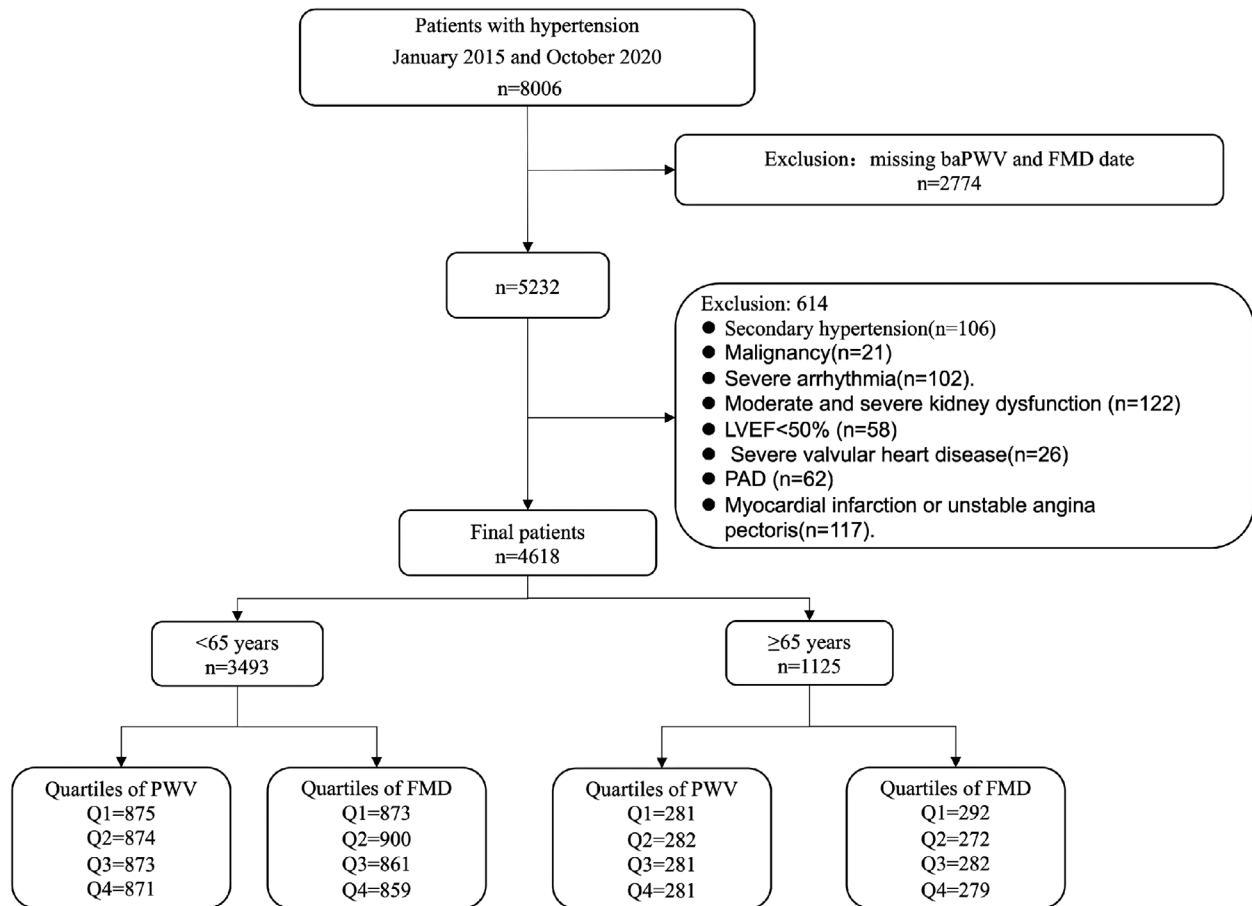 Patients with hypertension
January 2015 and October 2020
n=8006
Exclusion： missing baPWV and FMD date
n=2774
n=5232
Exclusion: 614
● Secondary hypertension(n=106)
● Malignancy(n=21)
● Severe arrhythmia(n=102).
● Moderate and severe kidney dysfunction (n=122)
● LVEF<50% (n=58)
● Severe valvular heart disease(n=26)
● PAD (n=62)
● Myocardial infarction or unstable angina
pectoris(n=117).
Final patients
n=4618
<65 years
n=3493
≥65 years
n=1125
Quartiles of PWV
Q1=875
Q2=874
Q3=873
Q4=871
Quartiles of FMD
Q1=873
Q2=900
Q3=861
Q4=859
Quartiles of PWV
Q1=281
Q2=282
Q3=281
Q4=281
Quartiles of FMD
Q1=292
Q2=272
Q3=282
Q4=279